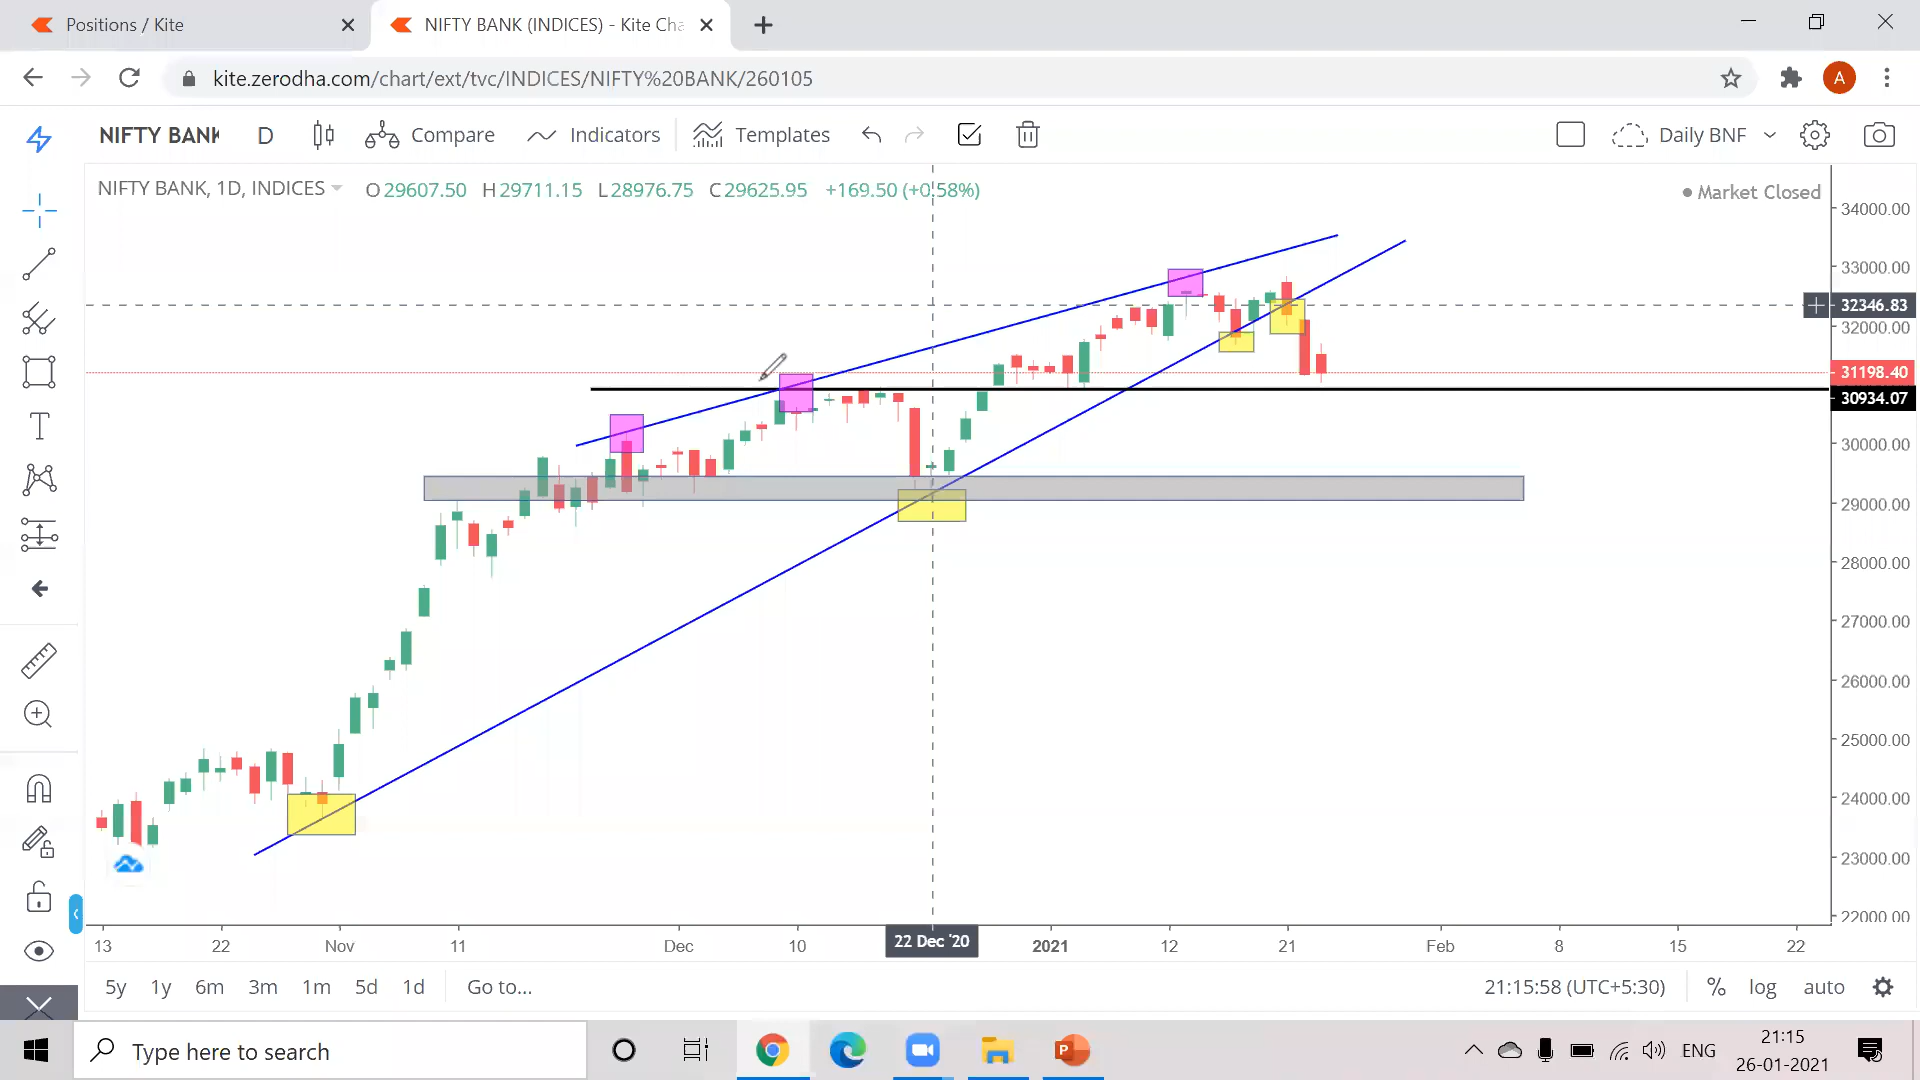 Positions / Kite
NIFTY BANK (INDICES) - Kite Cha
kite.zerodha.com/chart/ext/tvc/INDICES/NIFTY%20BANK/260105
A
NIFTY BANK D Compare Indicators Templates Daily BNF
NIFTY BANK, 1D, INDICES O29607.50 H29711.15 L28976.75 C29625.95 +169.50 (+0.58%)
Market Closed
34000.00
33000.00
32346.83
32000.00
31198.40
30934.07
30000.00
29000.00
28000.00
27000.00
26000.00
25000.00
24000.00
23000.00
22000.00
T
13 22 Nov 11 Dec 10 22 Dec '20 2021 12 21 Feb 8 15 22
5y 1y 6m 3m 1m 5d 1d Go to... 21:15:58 (UTC+5:30) % log auto
Type here to search
P
ENG
21:15
26-01-2021